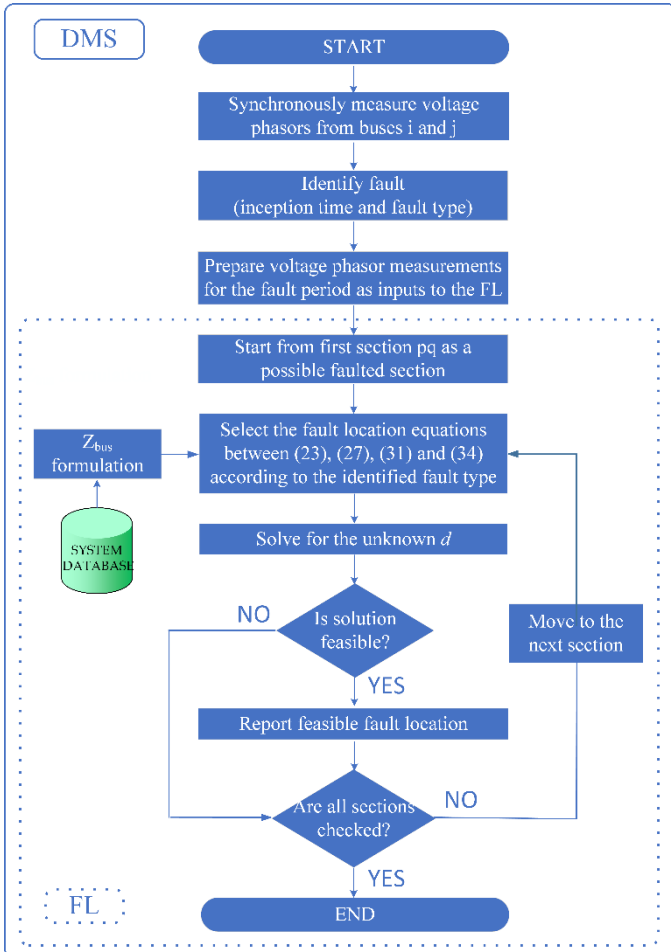 DMS
START
Synchronously measure voltage
phasors from buses i and j
Identify fault
(inception time and fault type)
Prepare voltage phasor measurements
for the fault period as inputs to the FL
Start from first section pq as a
possible faulted section
Select the fault location equations
between (23), (27), (31) and (34)
according to the identified fault type
Zbus
formulation
SYSTEM
DATABASE
Solve for the unknown d
Is solution
feasible?
NO
YES
Move to the
next section
Report feasible fault location
Are all sections
checked?
NO
YES
FL
END